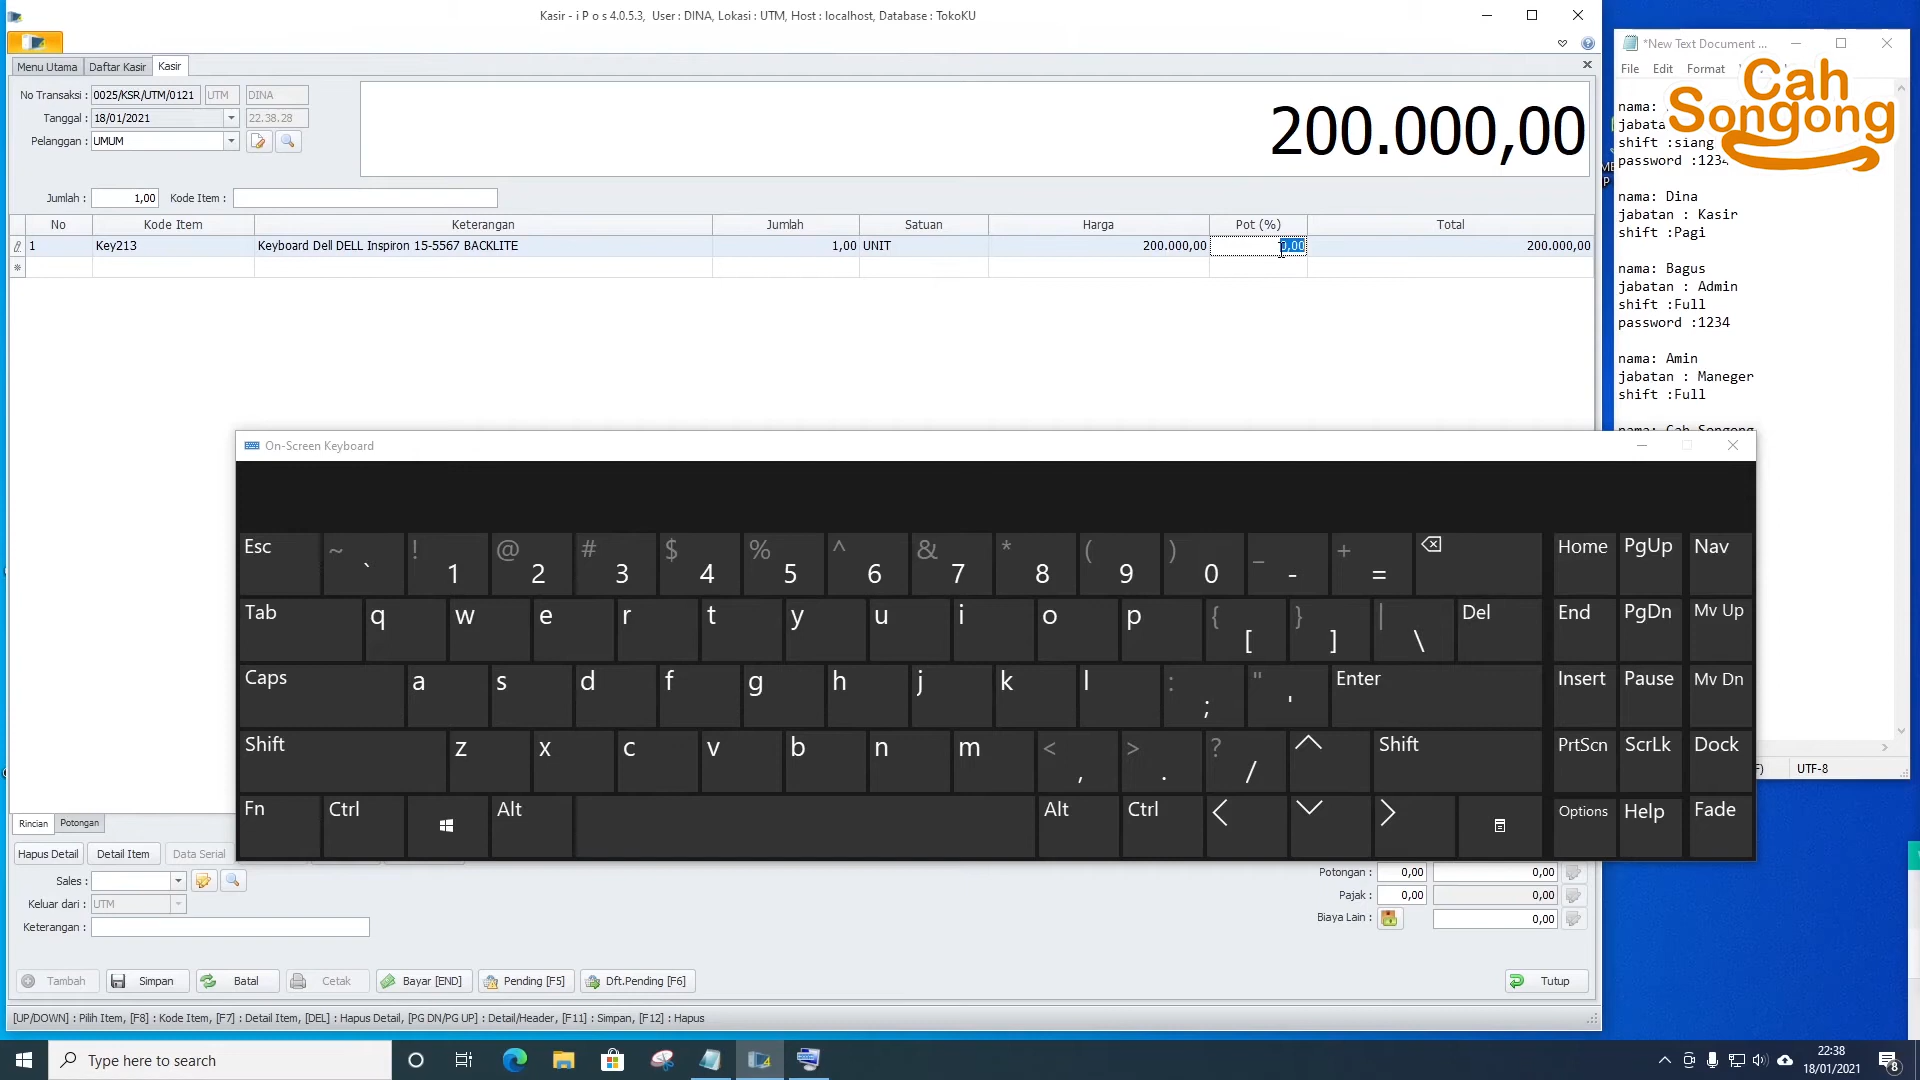 Kasir - i P o s 4.0.5.3, User : DINA, Lokasi : UTM, Host : localhost, Database : TokoKU
Menu Utama Daftar Kasir Kasir
No Transaksi : 0025/KSR/UTM/0121 UTM DINA
Tanggal : 18/01/2021 22.38.28
Pelanggan : UMUM
200.000,00
Jumlah : 1,00 Kode Item :
No Kode Item Keterangan Jumlah Satuan Harga Pot (%) Total
1 Key213 Keyboard Dell DELL Inspiron 15-5567 BACKLITE 1,00 UNIT 200.000,00 0,00 200.000,00
*New Text Document ...
File Edit Format
Cah
Songong
nama:
jabata
shift :siang
password :1234
nama: Dina
jabatan : Kasir
shift :Pagi
nama: Bagus
jabatan : Admin
shift :Full
password :1234
nama: Amin
jabatan : Maneger
shift :Full
nama: Cah Songong
UTF-8
On-Screen Keyboard
Esc ~ ` ! 1 @ 2 # 3 $ 4 % 5 ^ 6 & 7 * 8 ( 9 ) 0 _ - + = Home PgUp Nav
Tab q w e r t y u i o p { [ } ] | \ Del End PgDn Mv Up
Caps a s d f g h j k l : ; " ' Enter Insert Pause Mv Dn
Shift z x c v b n m < , > . ? / Shift PrtScn ScrLk Dock
Fn Ctrl Alt Alt Ctrl Options Help Fade
Rincian Potongan
Hapus Detail Detail Item Data Serial
Sales :
Keluar dari : UTM
Keterangan :
Potongan : 0,00 0,00
Pajak : 0,00 0,00
Biaya Lain : 0,00
Tambah Simpan Batal Cetak Bayar [END] Pending [F5] Dft.Pending [F6] Tutup
[UP/DOWN] : Pilih Item, [F8] : Kode Item, [F7] : Detail Item, [DEL] : Hapus Detail, [PG DN/PG UP] : Detail/Header, [F11] : Simpan, [F12] : Hapus
Type here to search
22:38
18/01/2021
8